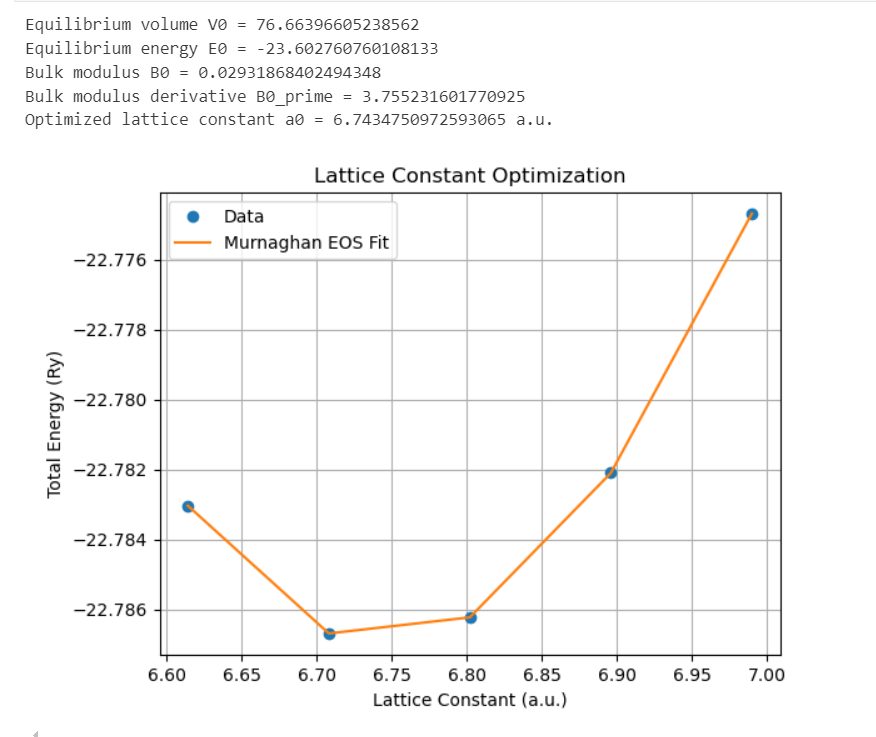 Equilibrium volume V0 = 76.66396605238562
Equilibrium energy E0 = -23.602760760108133
Bulk modulus B0 = 0.02931868402494348
Bulk modulus derivative B0_prime = 3.755231601770925
Optimized lattice constant a0 = 6.7434750972593065 a.u.
Lattice Constant Optimization
Data
Murnaghan EOS Fit
−22.776
−22.778
−22.780
−22.782
−22.784
−22.786
Total Energy (Ry)
6.60 6.65 6.70 6.75 6.80 6.85 6.90 6.95 7.00
Lattice Constant (a.u.)